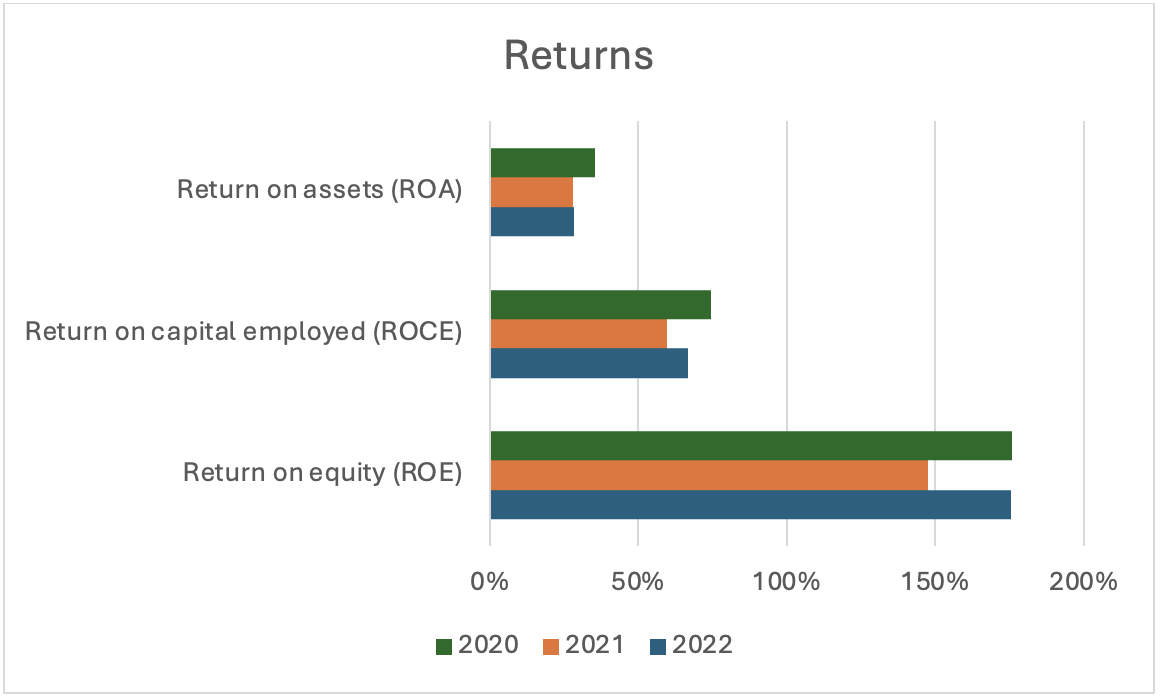 Returns
Return on assets (ROA)
Return on capital employed (ROCE)
Return on equity (ROE)
0% 50% 100% 150% 200%
2020 2021 2022